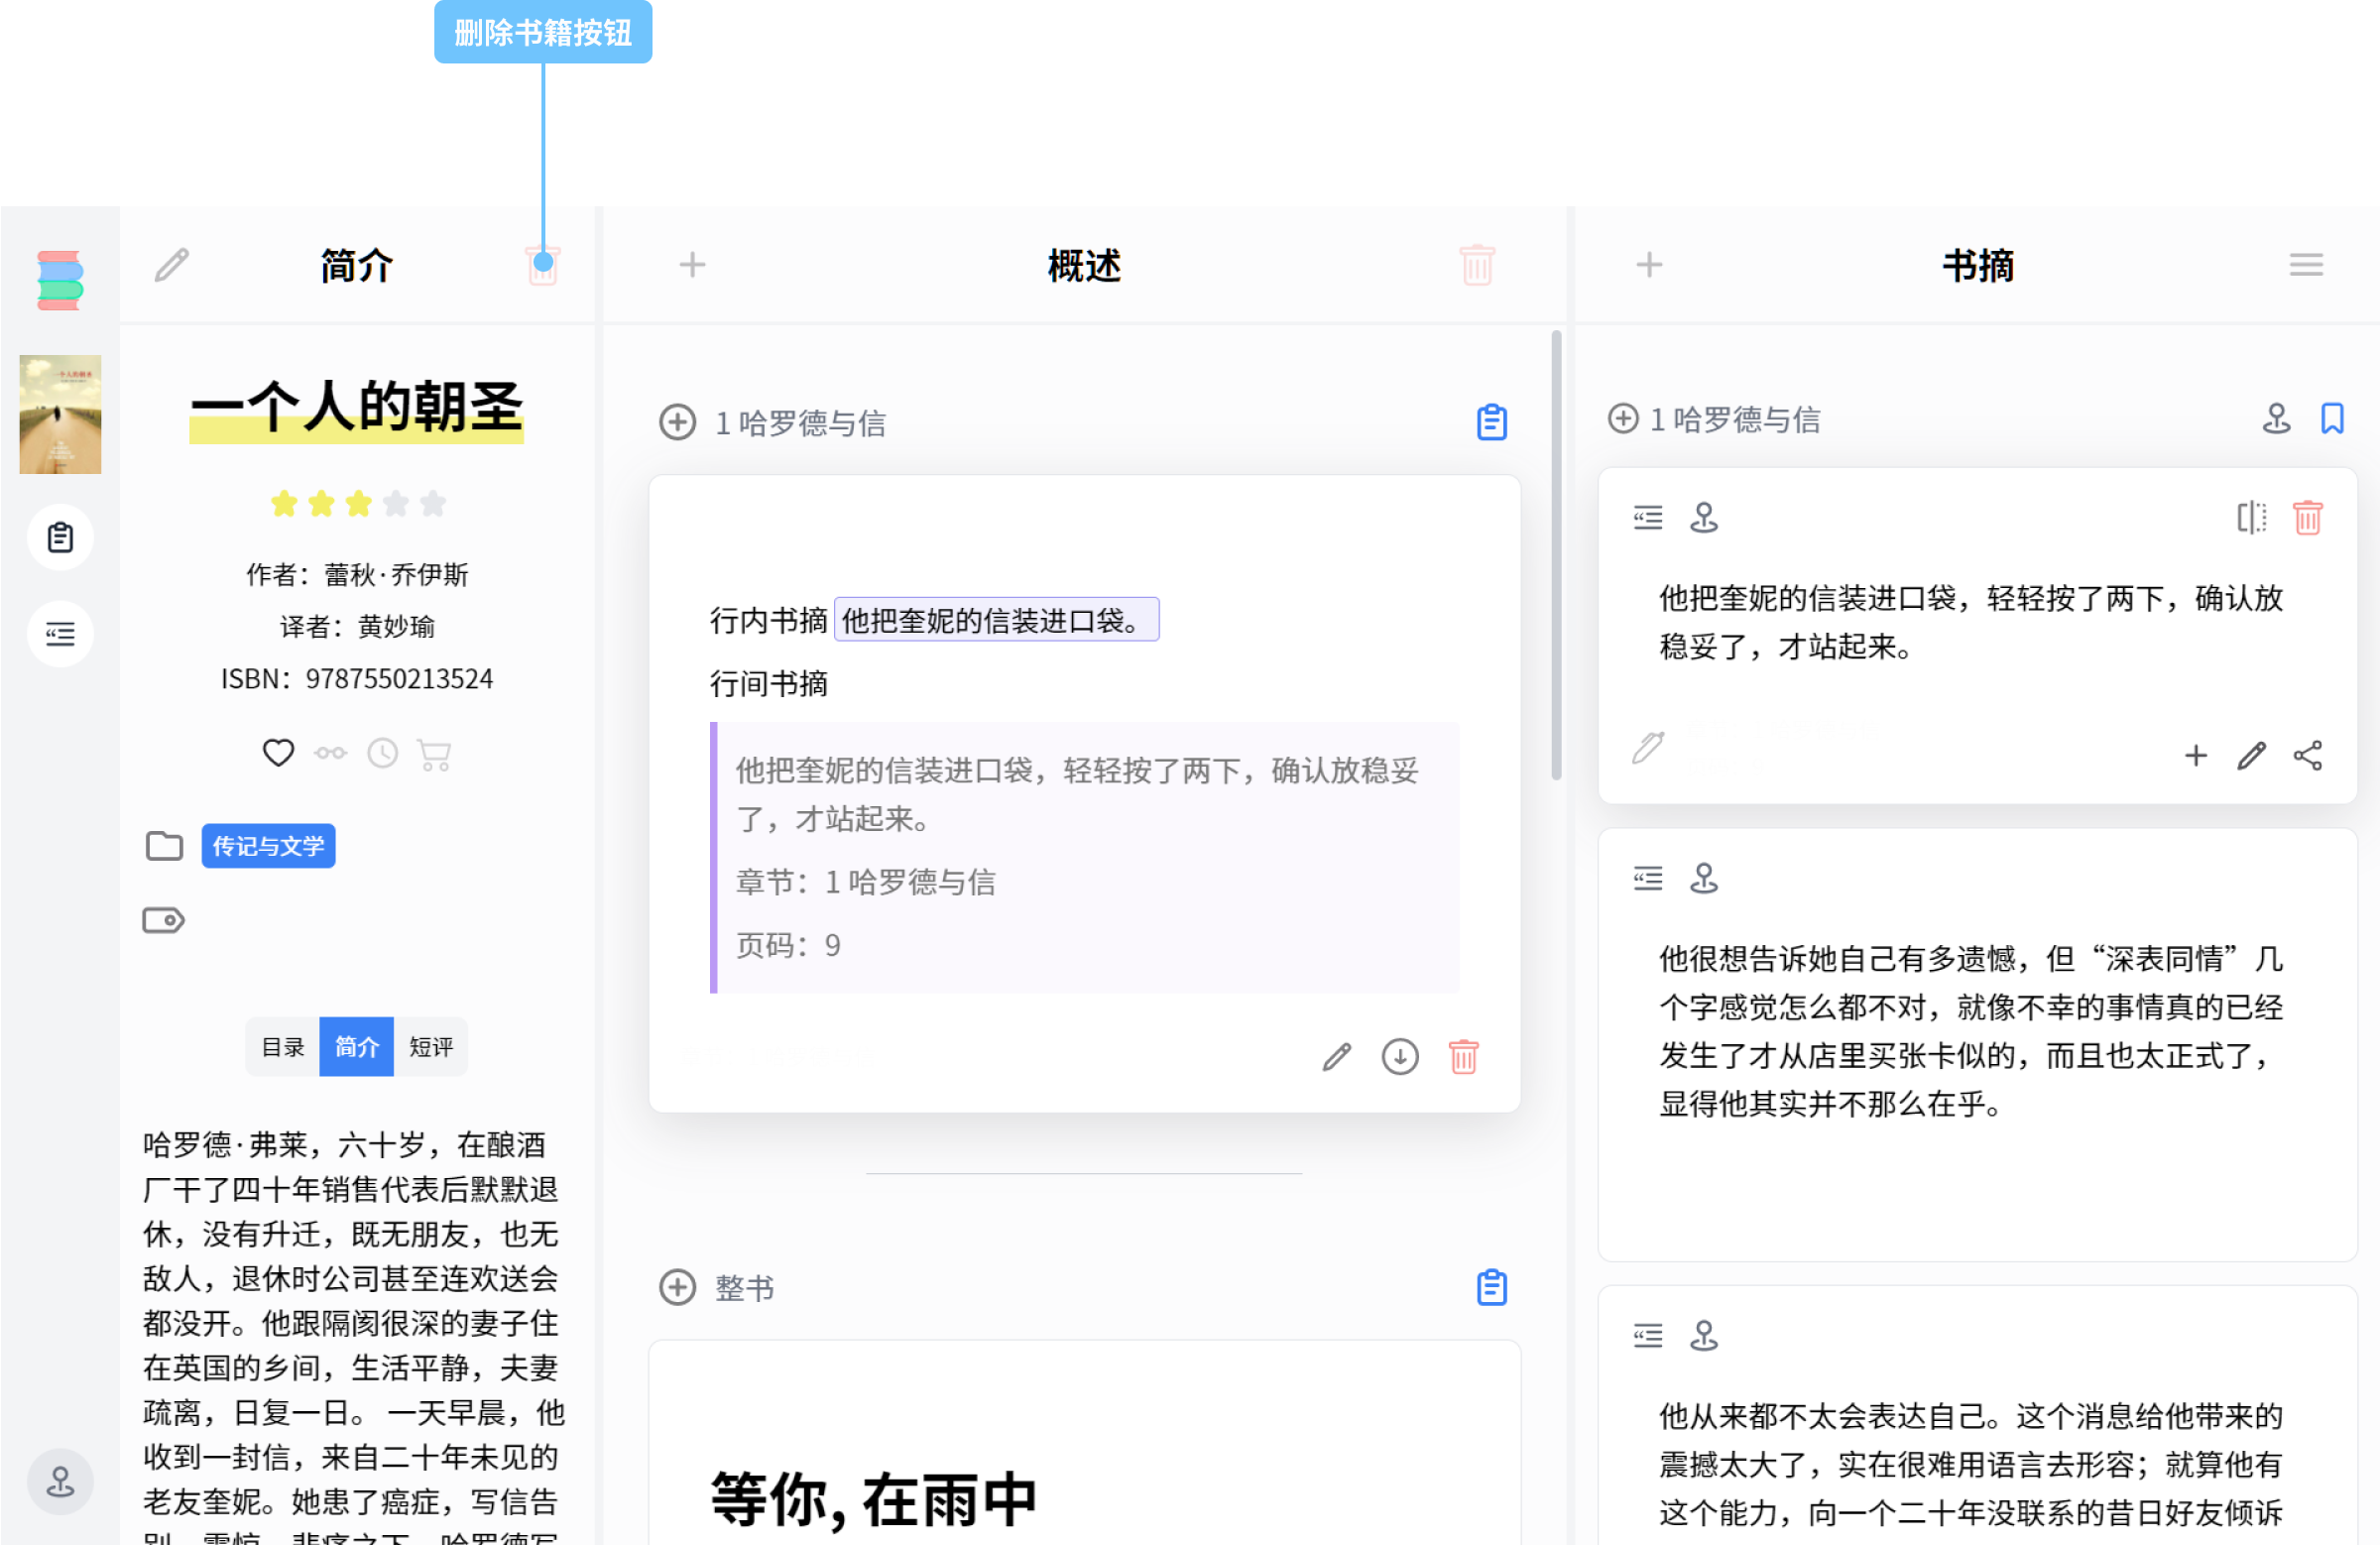 删除书籍按钮
简介
一个人的朝圣
作者：蕾秋·乔伊斯
译者：黄妙瑜
ISBN：9787550213524
传记与文学
目录 简介 短评
哈罗德·弗莱，六十岁，在酿酒
厂干了四十年销售代表后默默退
休，没有升迁，既无朋友，也无
敌人，退休时公司甚至连欢送会
都没开。他跟隔阂很深的妻子住
在英国的乡间，生活平静，夫妻
疏离，日复一日。 一天早晨，他
收到一封信，来自二十年未见的
老友奎妮。她患了癌症，写信告
别。震惊、悲痛之下，哈罗德写
概述
1 哈罗德与信
行内书摘 他把奎妮的信装进口袋。
行间书摘
他把奎妮的信装进口袋，轻轻按了两下，确认放稳妥
了，才站起来。
章节：1 哈罗德与信
页码：9
整书
等你，在雨中
书摘
1 哈罗德与信
他把奎妮的信装进口袋，轻轻按了两下，确认放
稳妥了，才站起来。
他很想告诉她自己有多遗憾，但“深表同情”几
个字感觉怎么都不对，就像不幸的事情真的已经
发生了才从店里买张卡似的，而且也太正式了，
显得他其实并不那么在乎。
他从来都不太会表达自己。这个消息给他带来的
震撼太大了，实在很难用语言去形容；就算他有
这个能力，向一个二十年没联系的昔日好友倾诉
一个人的朝圣